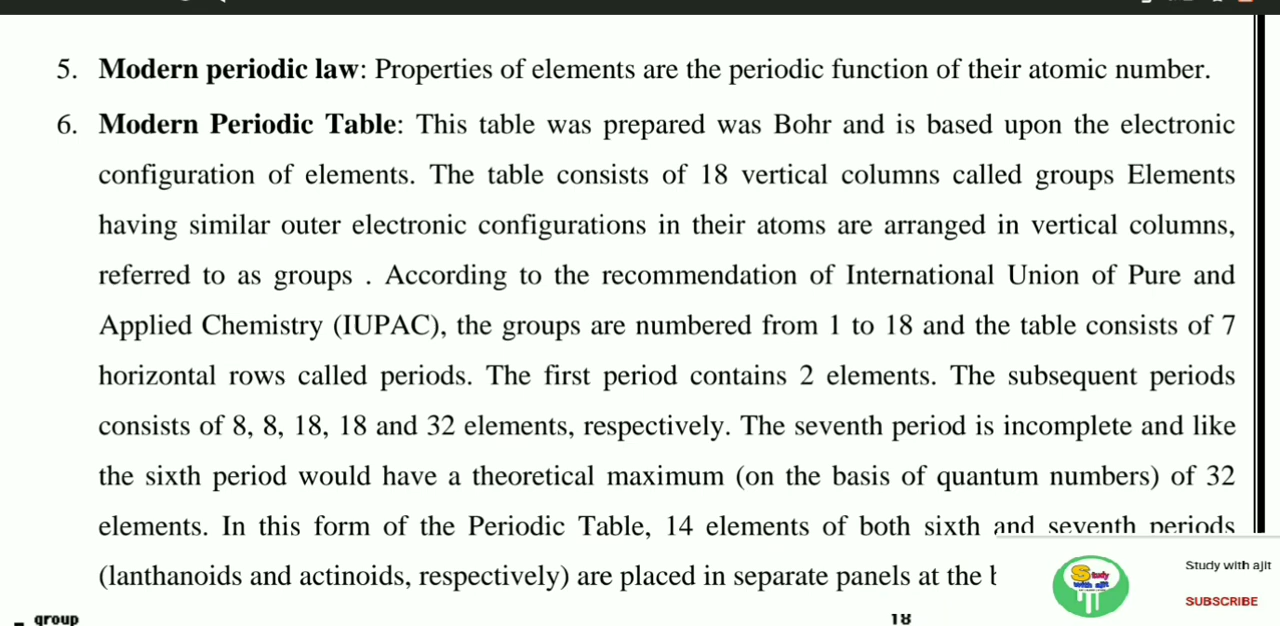 5. Modern periodic law: Properties of elements are the periodic function of their atomic number.
6. Modern Periodic Table: This table was prepared was Bohr and is based upon the electronic
configuration of elements. The table consists of 18 vertical columns called groups Elements
having similar outer electronic configurations in their atoms are arranged in vertical columns,
referred to as groups . According to the recommendation of International Union of Pure and
Applied Chemistry (IUPAC), the groups are numbered from 1 to 18 and the table consists of 7
horizontal rows called periods. The first period contains 2 elements. The subsequent periods
consists of 8, 8, 18, 18 and 32 elements, respectively. The seventh period is incomplete and like
the sixth period would have a theoretical maximum (on the basis of quantum numbers) of 32
elements. In this form of the Periodic Table, 14 elements of both sixth and seventh periods
(lanthanoids and actinoids, respectively) are placed in separate panels at the
Study with ajit
Study with ajit
SUBSCRIBE
group 18